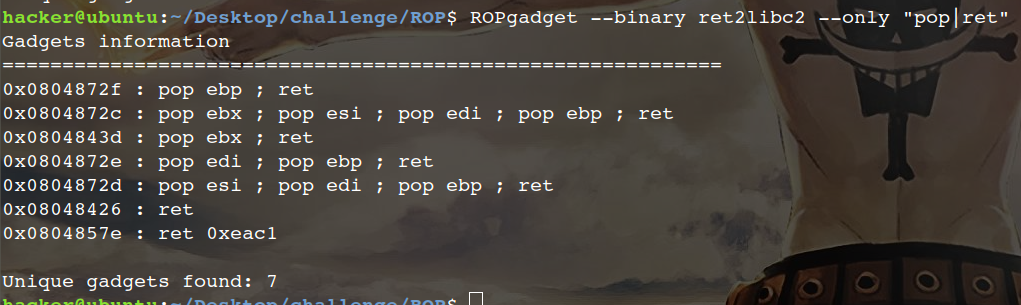 hacker@ubuntu:~/Desktop/challenge/ROP$ ROPgadget --binary ret2libc2 --only "pop|ret"
Gadgets information
============================================================
0x0804872f : pop ebp ; ret
0x0804872c : pop ebx ; pop esi ; pop edi ; pop ebp ; ret
0x0804843d : pop ebx ; ret
0x0804872e : pop edi ; pop ebp ; ret
0x0804872d : pop esi ; pop edi ; pop ebp ; ret
0x08048426 : ret
0x0804857e : ret 0xeac1
Unique gadgets found: 7
hacker@ubuntu:~/Desktop/challenge/ROP$